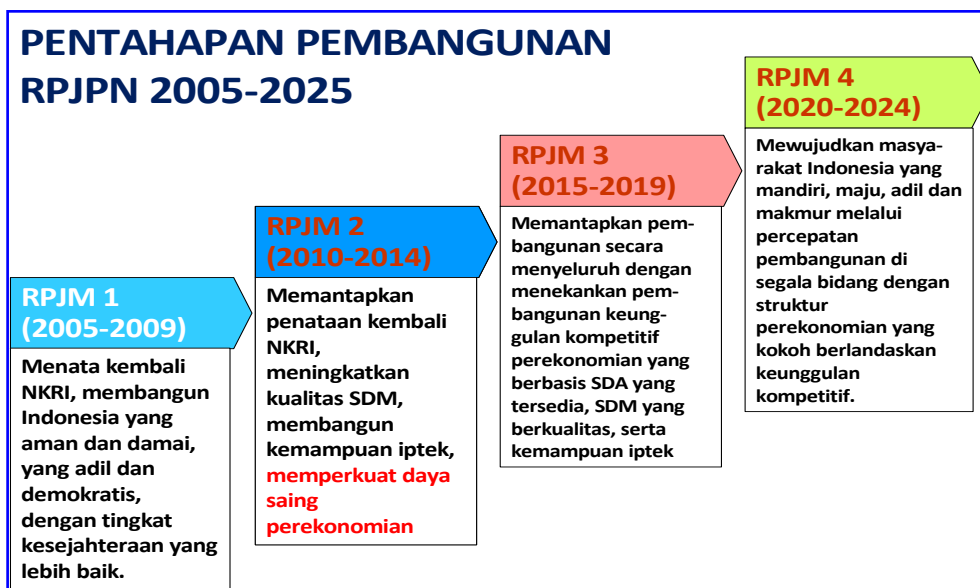 PENTAHAPAN PEMBANGUNAN
RPJPN 2005-2025
RPJM 1
(2005-2009)
Menata kembali
NKRI, membangun
Indonesia yang
aman dan damai,
yang adil dan
demokratis,
dengan tingkat
kesejahteraan yang
lebih baik.
RPJM 2
(2010-2014)
Memantapkan
penataan kembali
NKRI,
meningkatkan
kualitas SDM,
membangun
kemampuan iptek,
memperkuat daya
saing
perekonomian
RPJM 3
(2015-2019)
Memantapkan pem-
bangunan secara
menyeluruh dengan
menekankan pem-
bangunan keung-
gulan kompetitif
perekonomian yang
berbasis SDA yang
tersedia, SDM yang
berkualitas, serta
kemampuan iptek
RPJM 4
(2020-2024)
Mewujudkan masya-
rakat Indonesia yang
mandiri, maju, adil dan
makmur melalui
percepatan
pembangunan di
segala bidang dengan
struktur
perekonomian yang
kokoh berlandaskan
keunggulan
kompetitif.